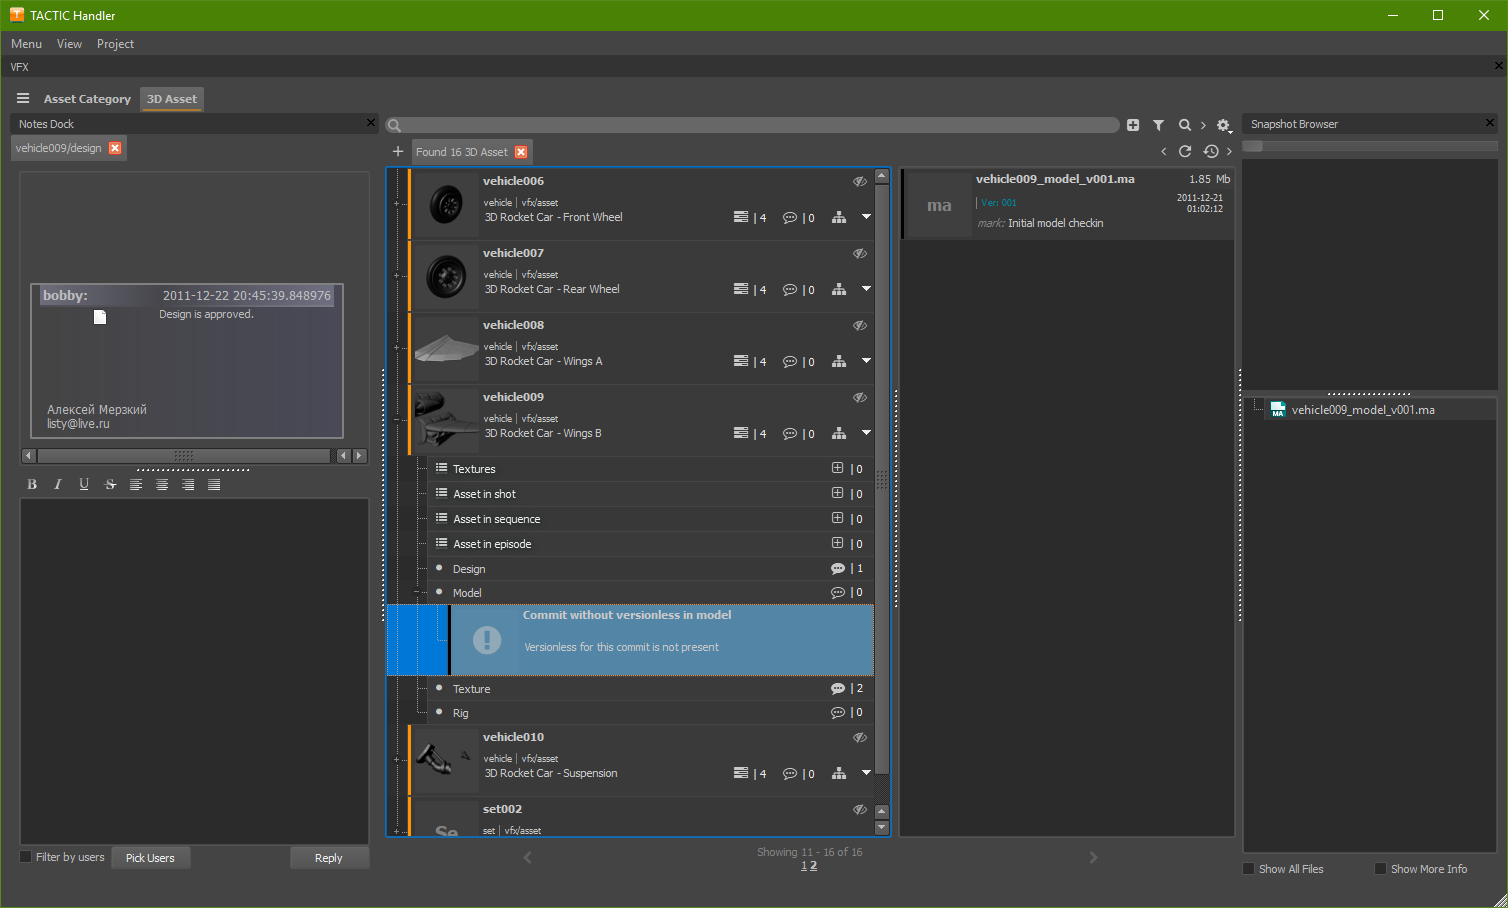 TACTIC Handler
Menu View Project
VFX
Asset Category 3D Asset
Notes Dock
vehicle009/design
bobby: 2011-12-22 20:45:39.848976
Design is approved.
Алексей Мерзкий
listy@live.ru
B I U S
Filter by users Pick Users Reply
Found 16 3D Asset
vehicle006
vehicle | vfx/asset
3D Rocket Car - Front Wheel | 4 | 0
vehicle007
vehicle | vfx/asset
3D Rocket Car - Rear Wheel | 4 | 0
vehicle008
vehicle | vfx/asset
3D Rocket Car - Wings A | 4 | 0
vehicle009
vehicle | vfx/asset
3D Rocket Car - Wings B | 4 | 0
Textures | 0
Asset in shot | 0
Asset in sequence | 0
Asset in episode | 0
Design | 1
Model | 0
Commit without versionless in model
Versionless for this commit is not present
Texture | 2
Rig | 0
vehicle010
vehicle | vfx/asset
3D Rocket Car - Suspension | 4 | 0
set002
Se
set | vfx/asset
Showing 11 - 16 of 16
1 2
ma
vehicle009_model_v001.ma 1.85 Mb
| Ver: 001 2011-12-21
01:02:12
mark: Initial model checkin
Snapshot Browser
MA vehicle009_model_v001.ma
Show All Files Show More Info